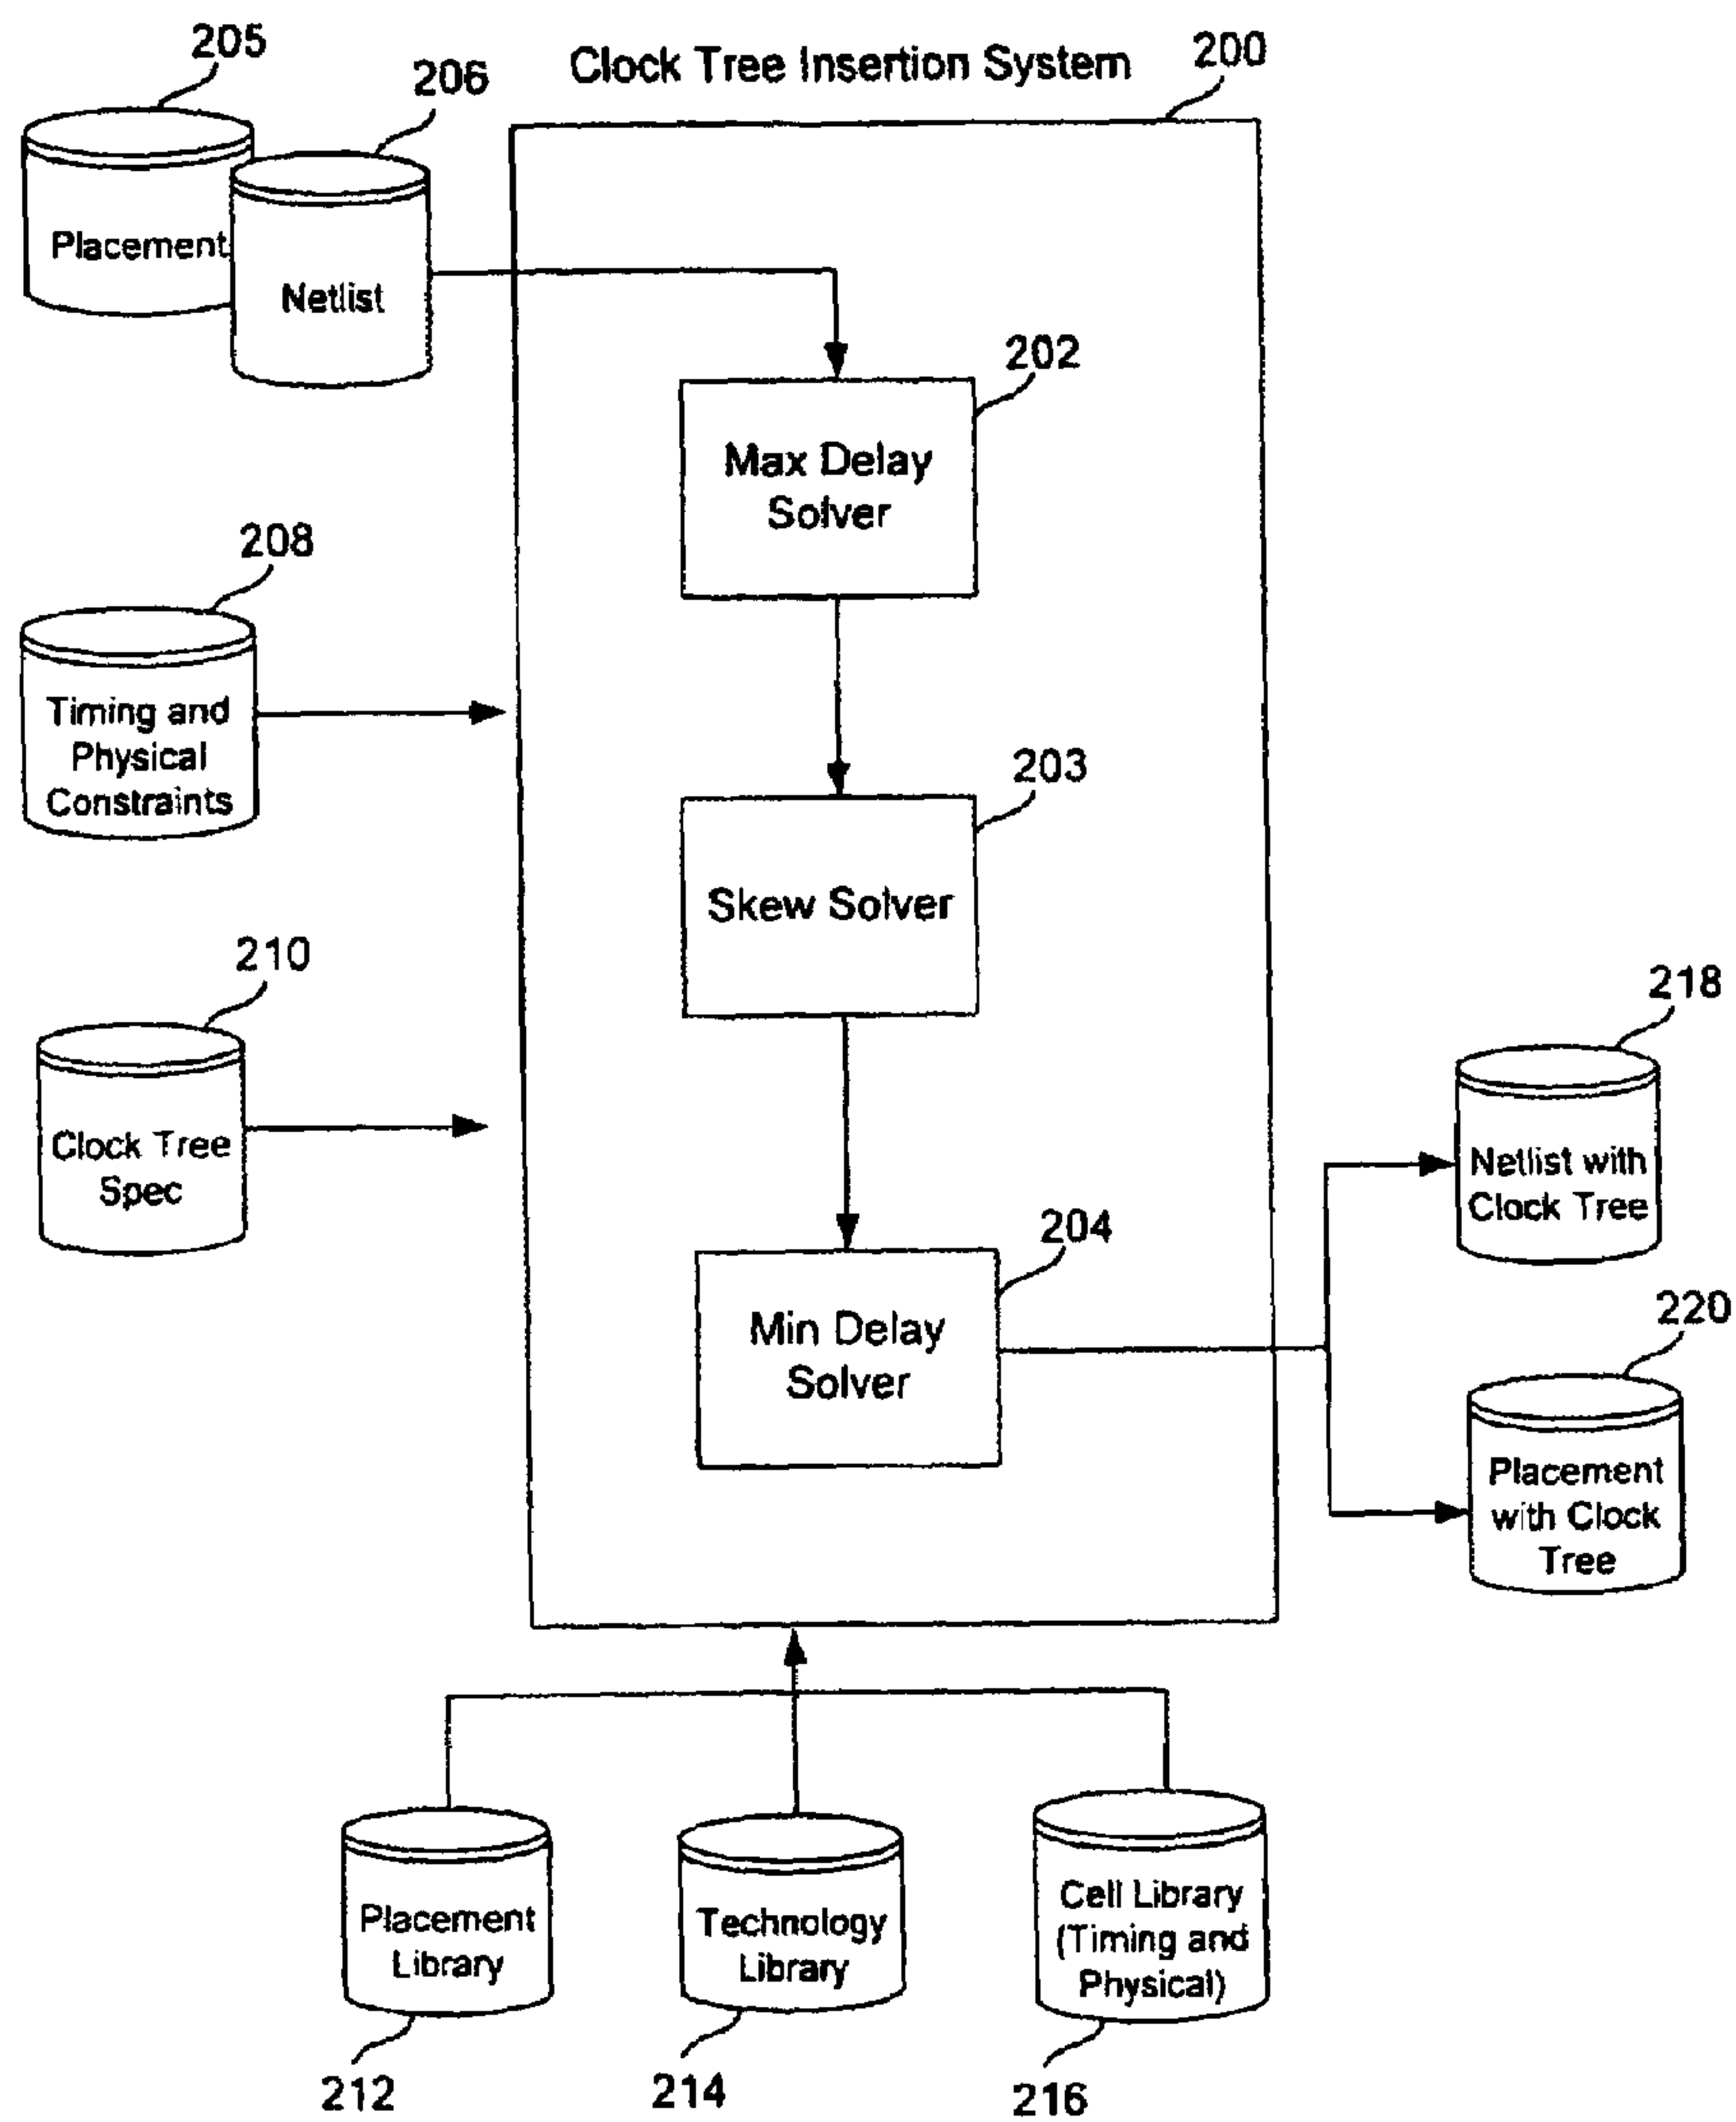 205
206
Clock Tree Insertion System
200
Placement
Netlist
202
Max Delay
Solver
208
Timing and
Physical
Constraints
203
Skew Solver
210
Clock Tree
Spec
204
Min Delay
Solver
218
Netlist with
Clock Tree
220
Placement
with Clock
Tree
Placement
Library
Technology
Library
Cell Library
(Timing and
Physical)
212
214
216